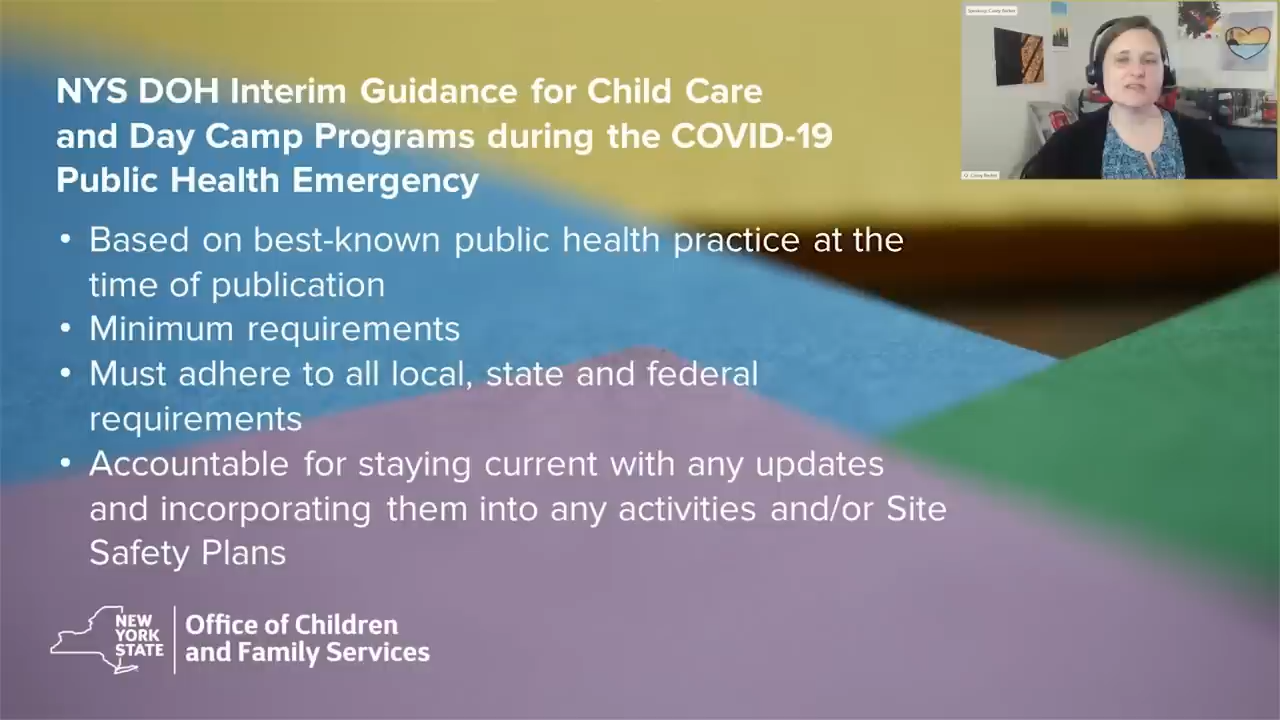 NYS DOH Interim Guidance for Child Care
and Day Camp Programs during the COVID-19
Public Health Emergency
• Based on best-known public health practice at the
time of publication
• Minimum requirements
• Must adhere to all local, state and federal
requirements
• Accountable for staying current with any updates
and incorporating them into any activities and/or Site
Safety Plans
NEW
YORK
STATE
Office of Children
and Family Services